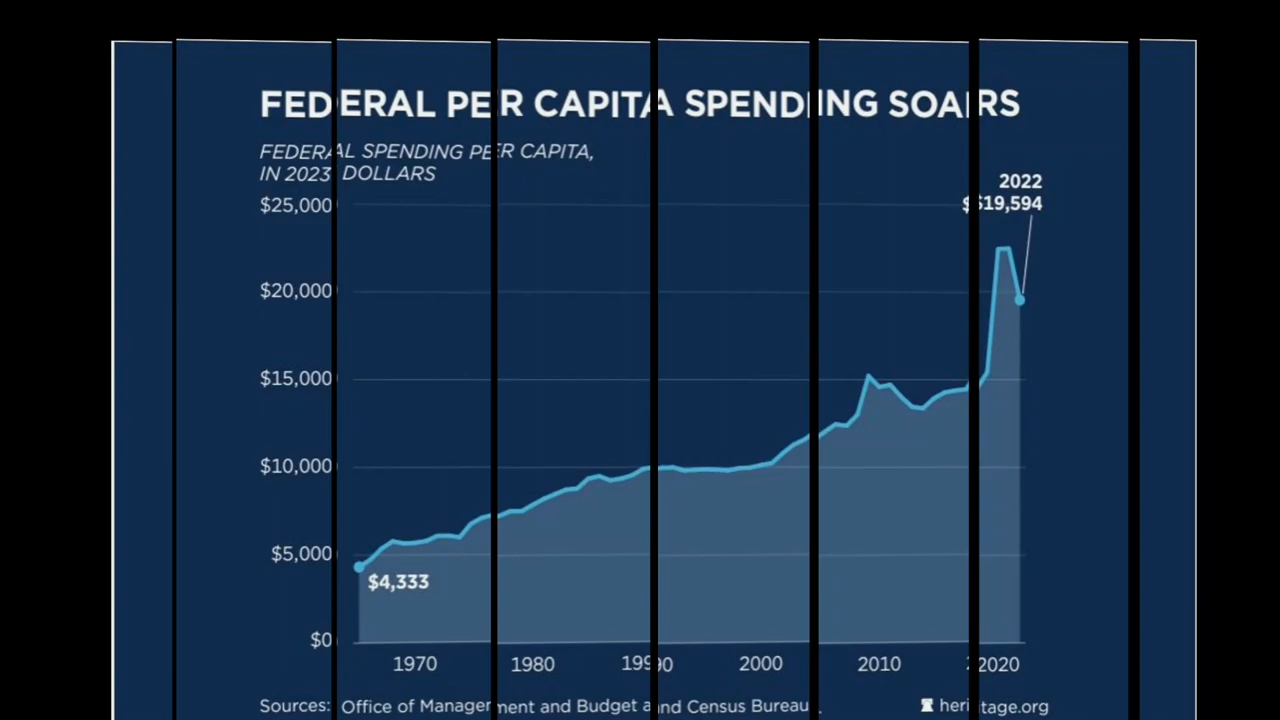 FEDERAL PER CAPITA SPENDING SOARS
FEDERAL SPENDING PER CAPITA,
IN 2023 DOLLARS
2022
$19,594
$25,000
$20,000
$15,000
$10,000
$5,000
$4,333
$0
1970 1980 1990 2000 2010 2020
Sources: Office of Management and Budget and Census Bureau.
heritage.org